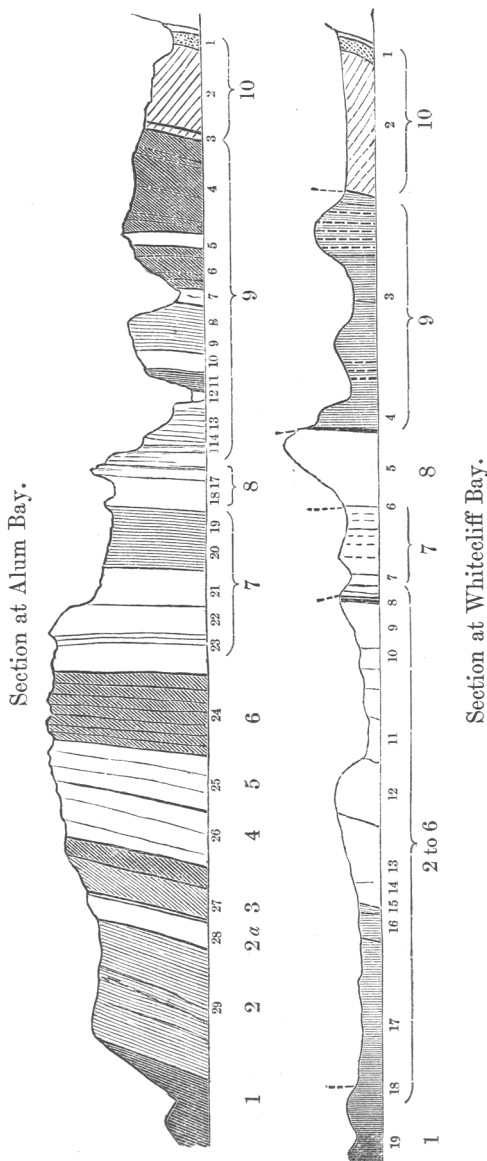 Section at Alum Bay.
29 28 27 26 25 24 23 22 21 20 19 18 17 14 13 12 11 10 9 8 7 6 5 4 3 2 1
1 2 2a 3 4 5 6 7 8 9 10
19 18 17 16 15 14 13 12 11 10 9 8 7 6 5 4 3 2 1
1 2 to 6 7 8 9 10
Section at Whitecliff Bay.